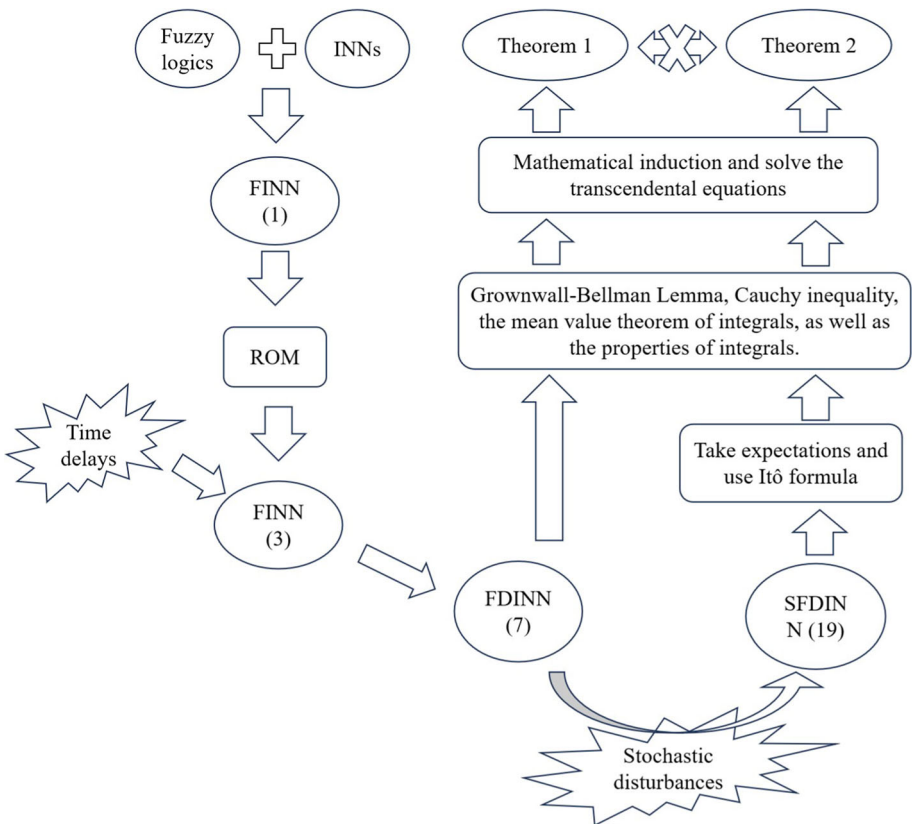 Fuzzy
logics
INNs
Theorem 1
Theorem 2
FINN
(1)
Mathematical induction and solve the
transcendental equations
Grownwall-Bellman Lemma, Cauchy inequality,
the mean value theorem of integrals, as well as
the properties of integrals.
ROM
Time
delays
Take expectations and
use Itô formula
FINN
(3)
FDINN
(7)
SFDIN
N (19)
Stochastic
disturbances